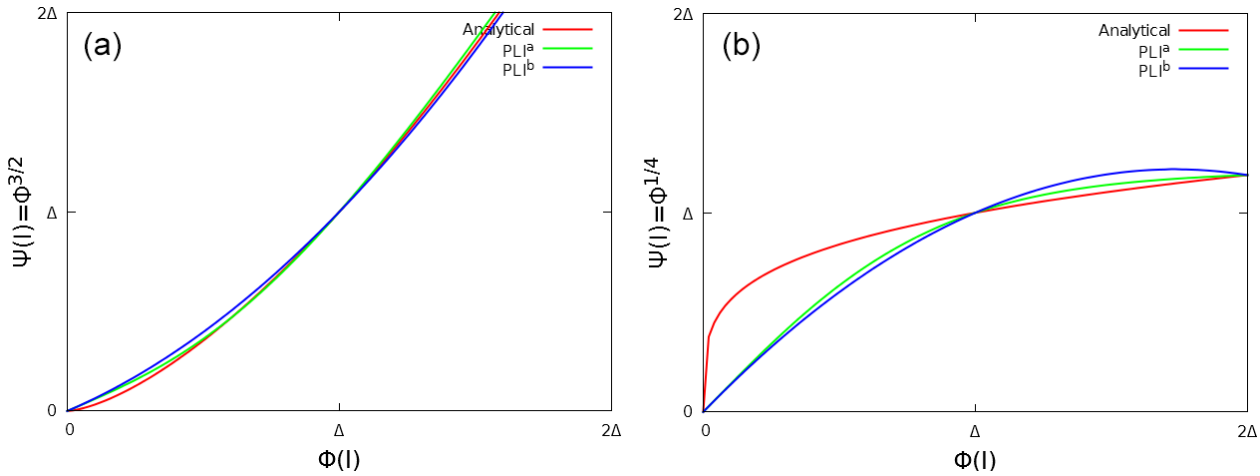 (a)
2Δ
Δ
0
Ψ(I)=Φ^3/2
Analytical
PLI^a
PLI^b
0
Δ
2Δ
Φ(I)
(b)
2Δ
Δ
0
Ψ(I)=Φ^1/4
Analytical
PLI^a
PLI^b
0
Δ
2Δ
Φ(I)